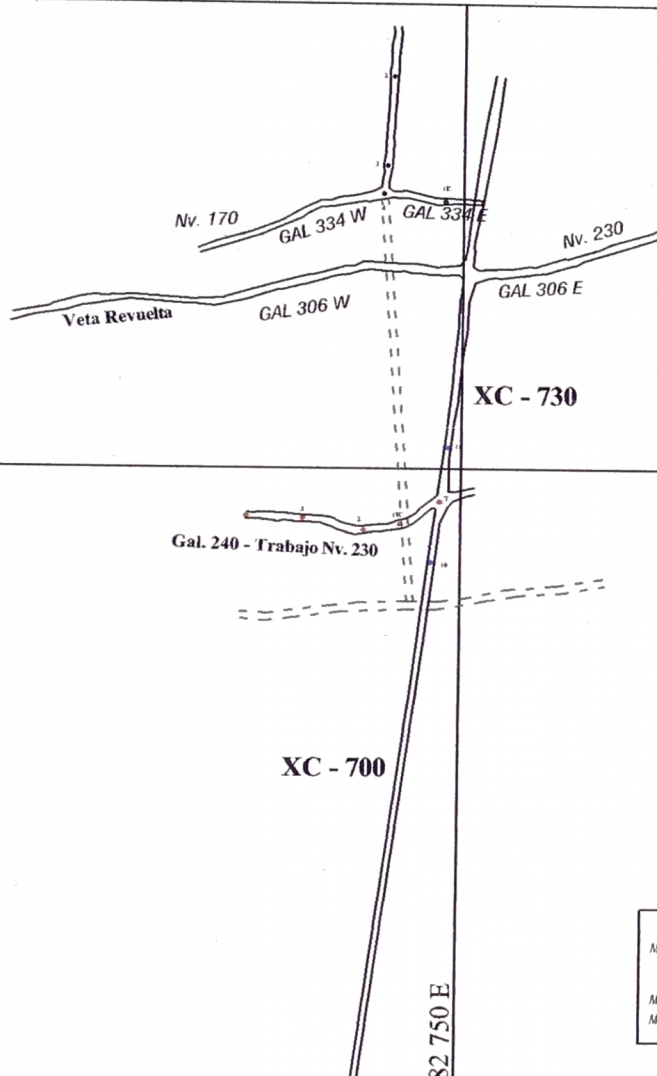 Nv. 170
GAL 334 W
GAL 334 E
Nv. 230
GAL 306 E
Veta Revuelta
GAL 306 W
XC - 730
Gal. 240 - Trabajo Nv. 230
XC - 700
82 750 E